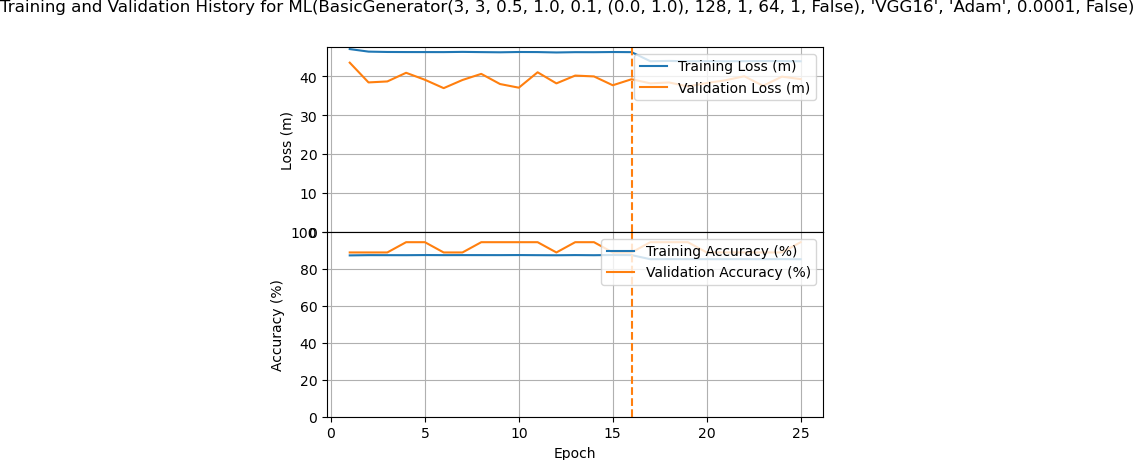 Training and Validation History for ML(BasicGenerator(3, 3, 0.5, 1.0, 0.1, (0.0, 1.0), 128, 1, 64, 1, False), 'VGG16', 'Adam', 0.0001, False)
Loss (m)
40
30
20
10
0
Training Loss (m)
Validation Loss (m)
Accuracy (%)
100
80
60
40
20
0
Training Accuracy (%)
Validation Accuracy (%)
0 5 10 15 20 25
Epoch